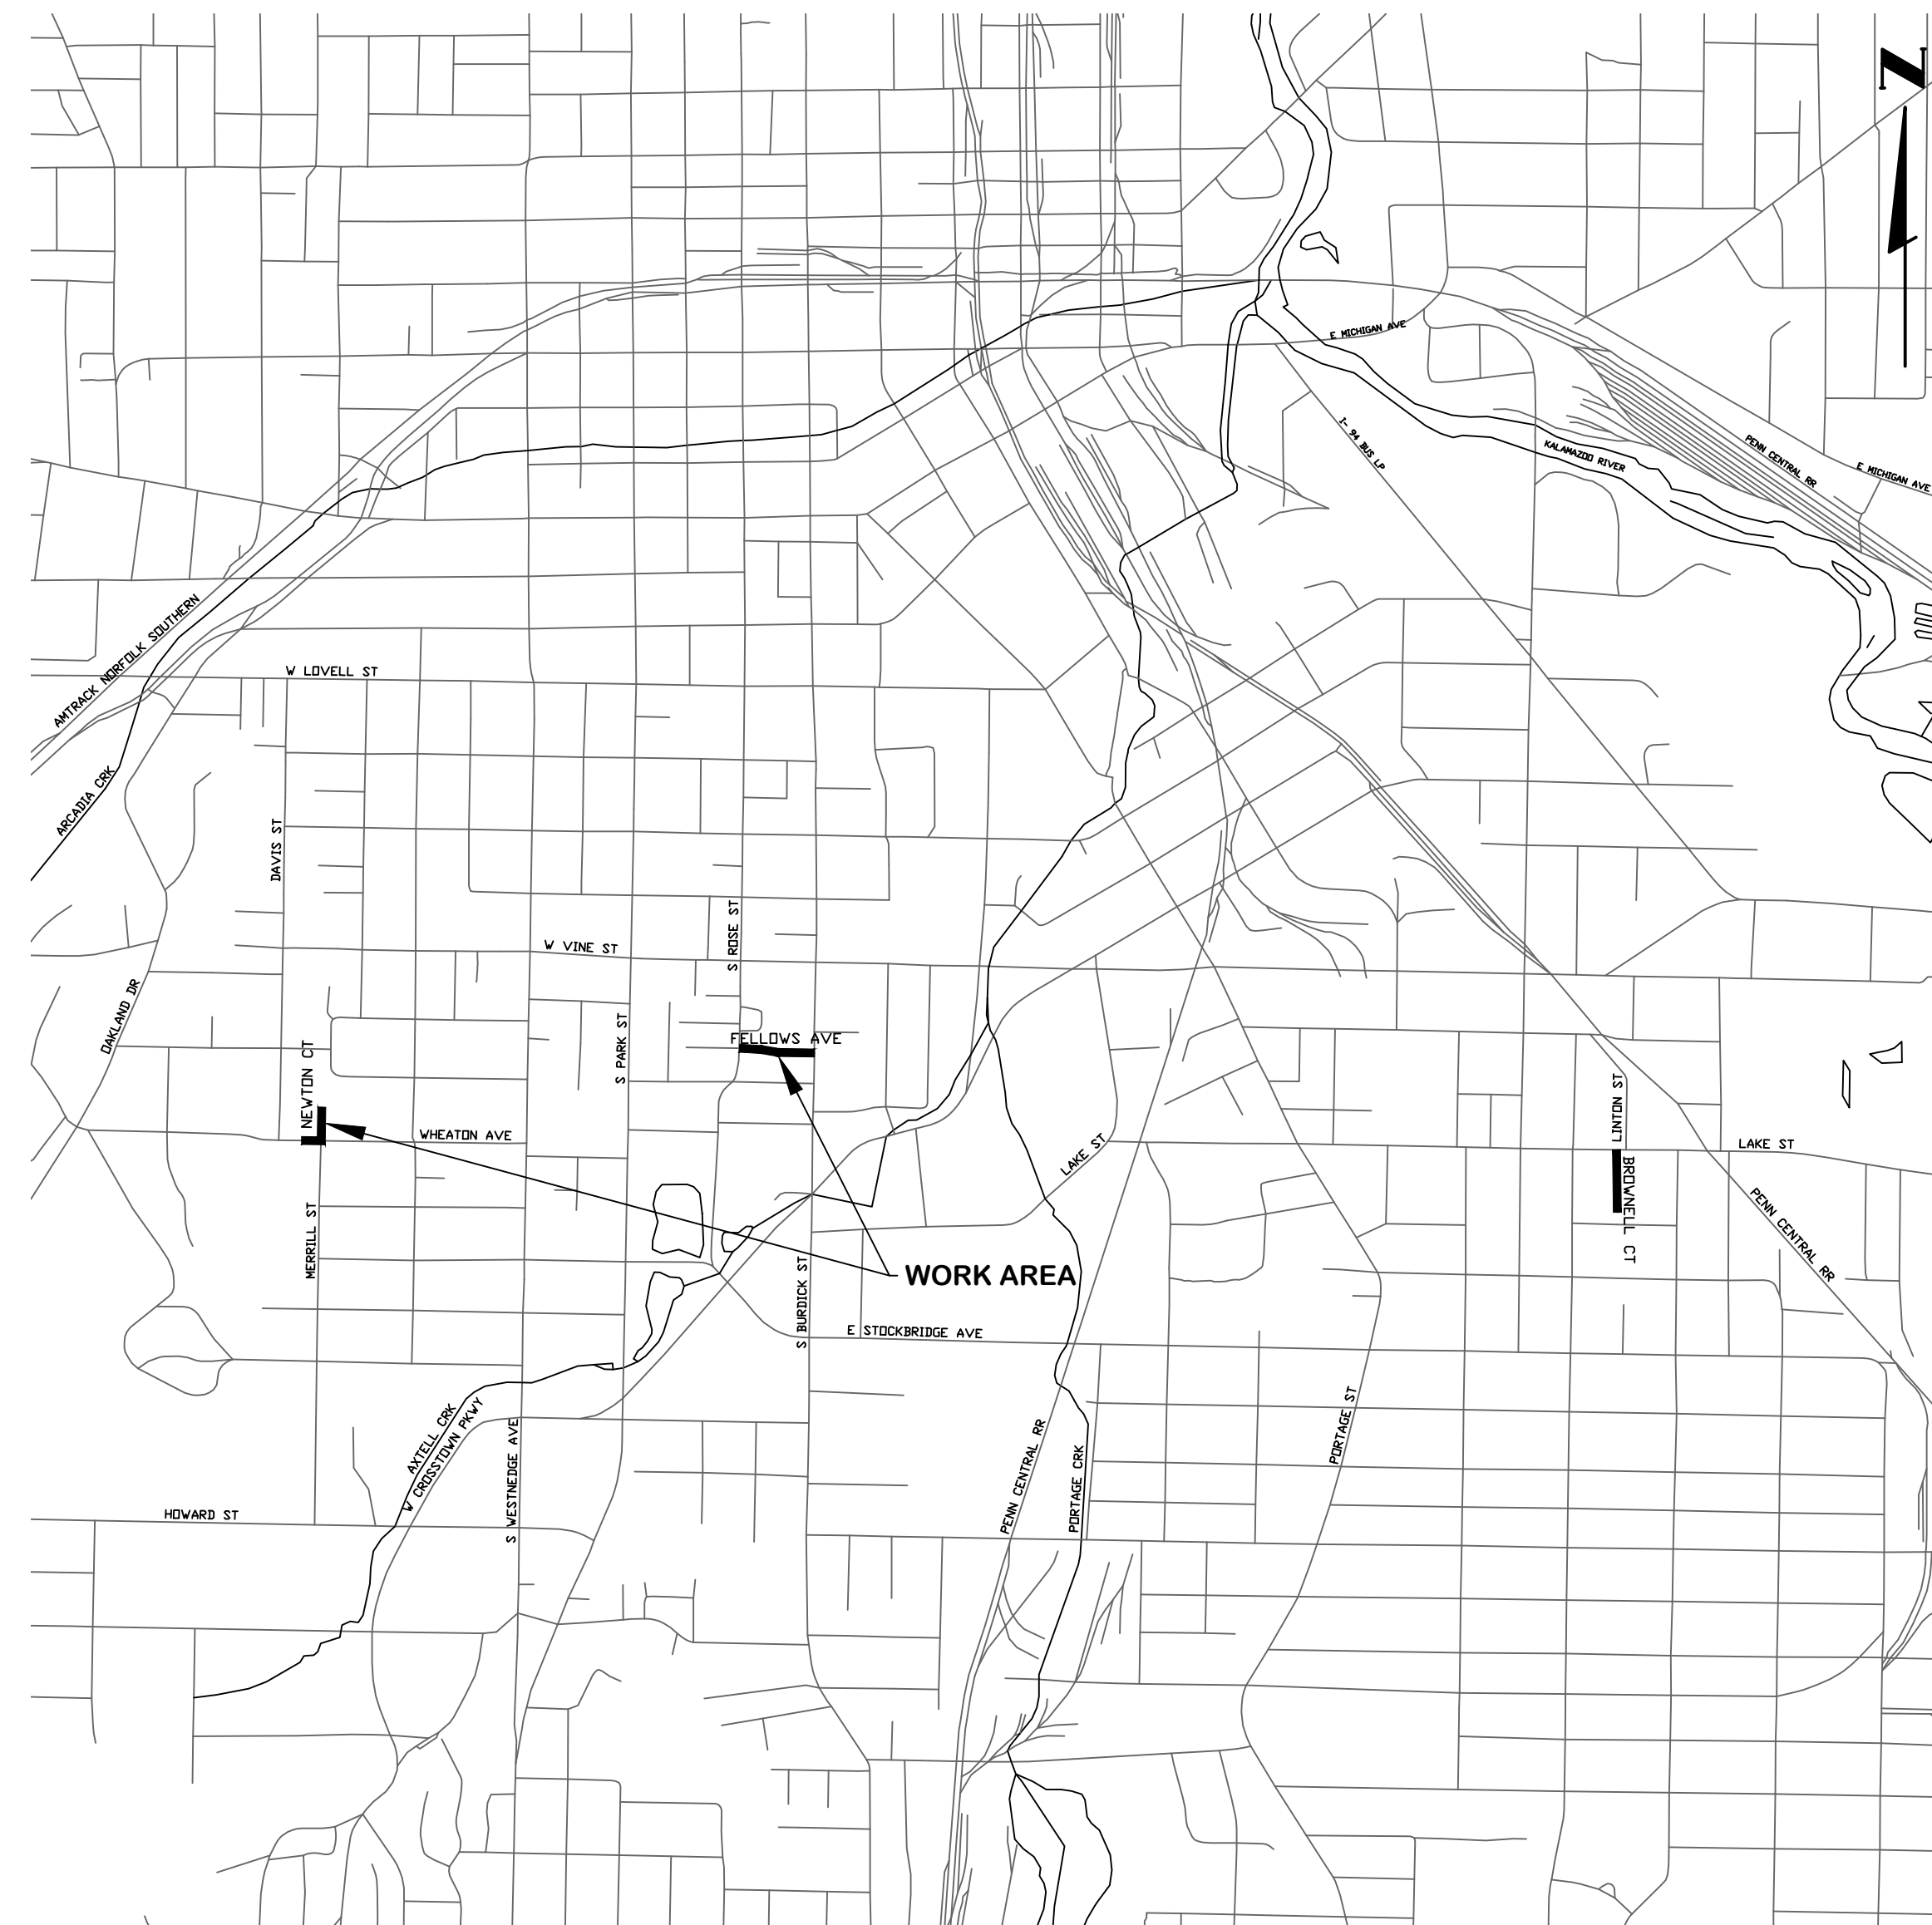 N
E MICHIGAN AVE
I- 94 BUS LP
KALAMAZOO RIVER
PENN CENTRAL RR
E MICHIGAN AVE
AMTRACK NORFOLK SOUTHERN
W LOVELL ST
ARCADIA CRK
DAVIS ST
S ROSE ST
W VINE ST
OAKLAND DR
S PARK ST
FELLOWS AVE
NEWTON CT
WHEATON AVE
LINTON ST
LAKE ST
LAKE ST
BROWNELL CT
MERRILL ST
PENN CENTRAL RR
WORK AREA
S BURDICK ST
E STOCKBRIDGE AVE
AXTELL CRK
W CROSSTOWN PKWY
S WESTNEDGE AVE
PENN CENTRAL RR
PORTAGE CRK
PORTAGE ST
HOWARD ST